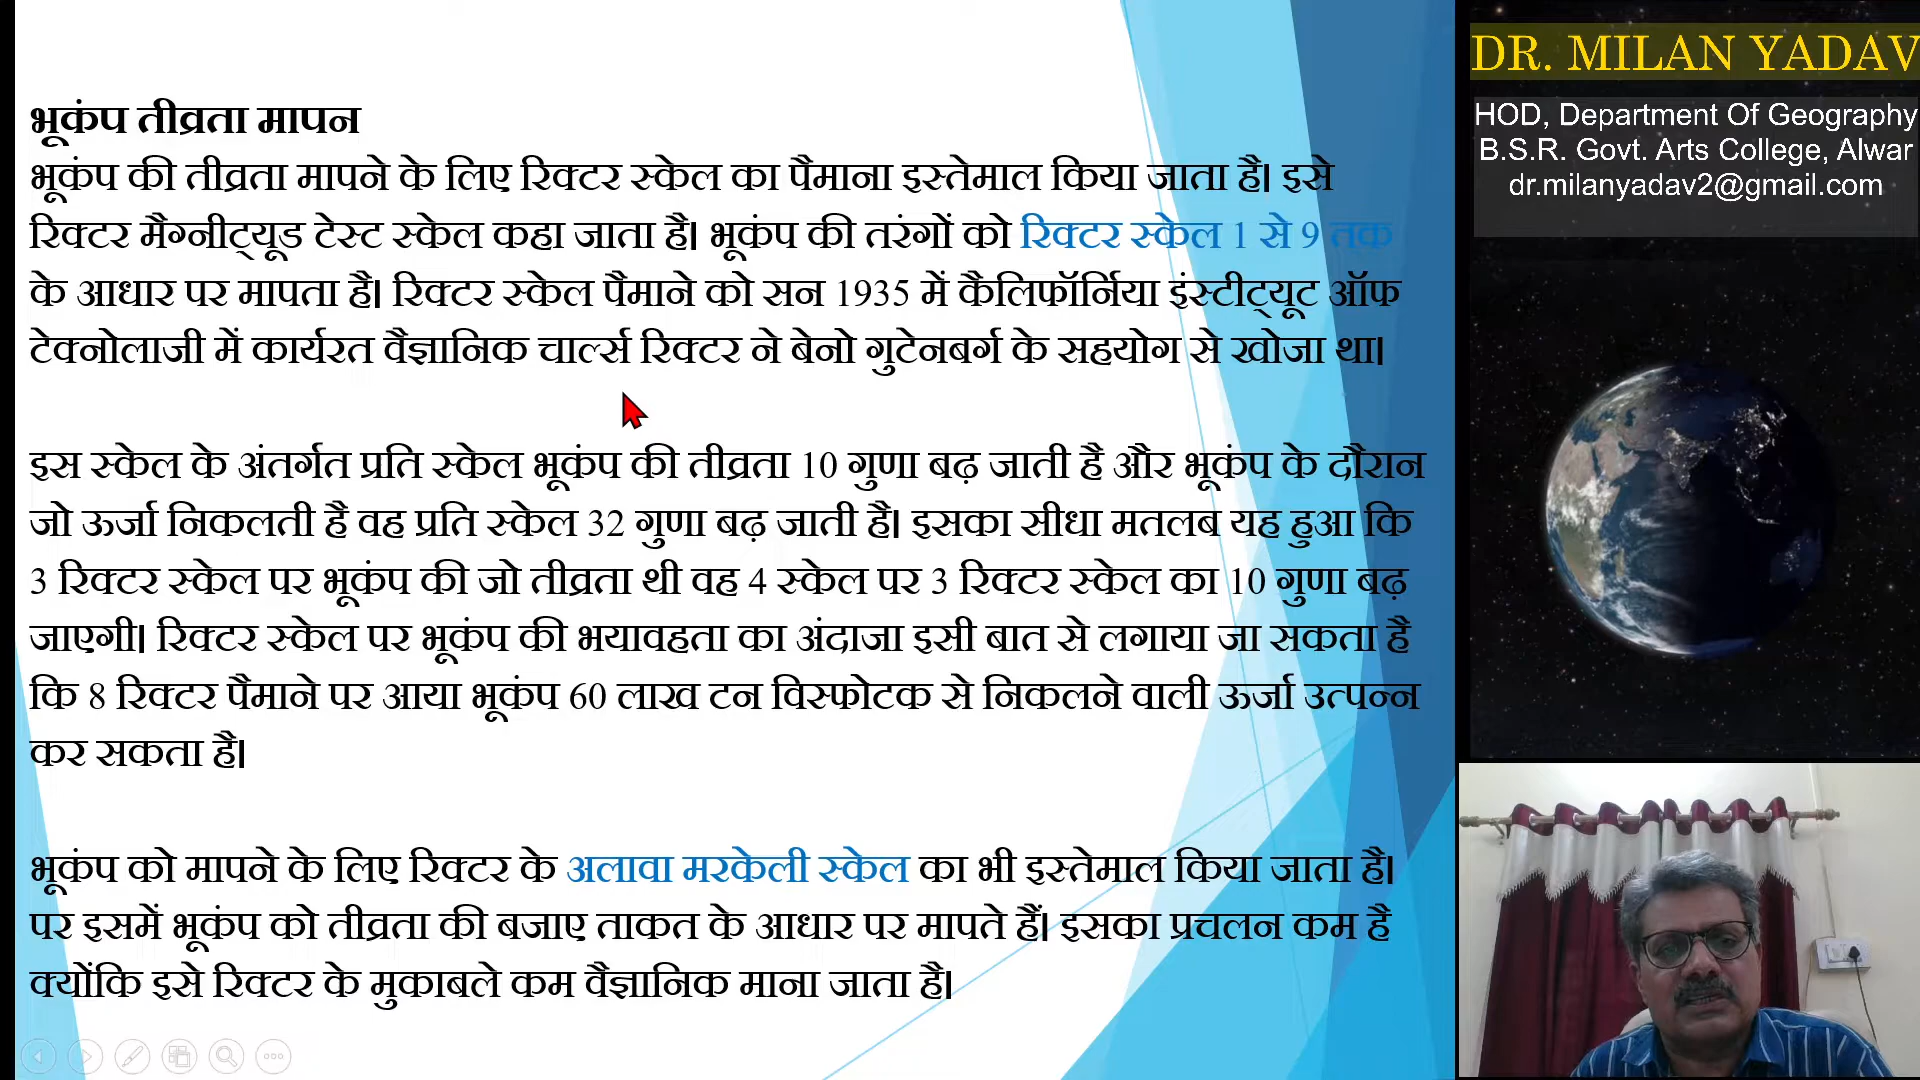 भूकंप तीव्रता मापन
भूकंप की तीव्रता मापने के लिए रिक्टर स्केल का पैमाना इस्तेमाल किया जाता है। इसे
रिक्टर मैग्नीट्यूड टेस्ट स्केल कहा जाता है। भूकंप की तरंगों को रिक्टर स्केल 1 से 9 तक
के आधार पर मापता है। रिक्टर स्केल पैमाने को सन 1935 में कैलिफॉर्निया इंस्टीट्यूट ऑफ
टेक्नोलाजी में कार्यरत वैज्ञानिक चार्ल्स रिक्टर ने बेनो गुटेनबर्ग के सहयोग से खोजा था।
इस स्केल के अंतर्गत प्रति स्केल भूकंप की तीव्रता 10 गुणा बढ़ जाती है और भूकंप के दौरान
जो ऊर्जा निकलती है वह प्रति स्केल 32 गुणा बढ़ जाती है। इसका सीधा मतलब यह हुआ कि
3 रिक्टर स्केल पर भूकंप की जो तीव्रता थी वह 4 स्केल पर 3 रिक्टर स्केल का 10 गुणा बढ़
जाएगी। रिक्टर स्केल पर भूकंप की भयावहता का अंदाजा इसी बात से लगाया जा सकता है
कि 8 रिक्टर पैमाने पर आया भूकंप 60 लाख टन विस्फोटक से निकलने वाली ऊर्जा उत्पन्न
कर सकता है।
भूकंप को मापने के लिए रिक्टर के अलावा मरकेली स्केल का भी इस्तेमाल किया जाता है।
पर इसमें भूकंप को तीव्रता की बजाए ताकत के आधार पर मापते हैं। इसका प्रचलन कम है
क्योंकि इसे रिक्टर के मुकाबले कम वैज्ञानिक माना जाता है।
DR. MILAN YADAV
HOD, Department Of Geography
B.S.R. Govt. Arts College, Alwar
dr.milanyadav2@gmail.com